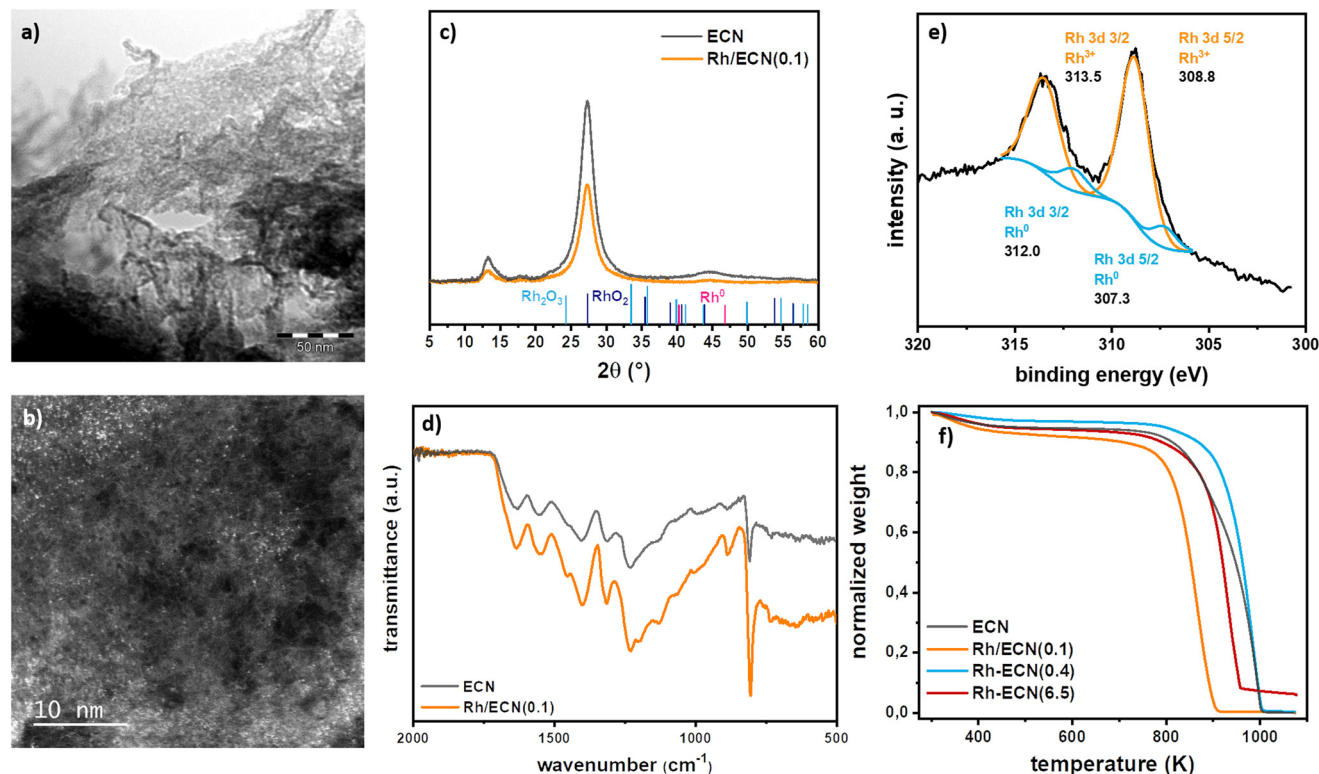 a)
50 nm
b)
10 nm
c)
ECN
Rh/ECN(0.1)
Rh₂O₃
RhO₂
Rh⁰
5 10 15 20 25 30 35 40 45 50 55 60
2θ (°)
d)
transmittance (a.u.)
ECN
Rh/ECN(0.1)
2000 1500 1000 500
wavenumber (cm⁻¹)
e)
Rh 3d 3/2
Rh³⁺
313.5
Rh 3d 5/2
Rh³⁺
308.8
Rh 3d 3/2
Rh⁰
312.0
Rh 3d 5/2
Rh⁰
307.3
intensity (a. u.)
320 315 310 305 300
binding energy (eV)
f)
normalized weight
1,0
0,8
0,6
0,4
0,2
0,0
ECN
Rh/ECN(0.1)
Rh-ECN(0.4)
Rh-ECN(6.5)
400 600 800 1000
temperature (K)